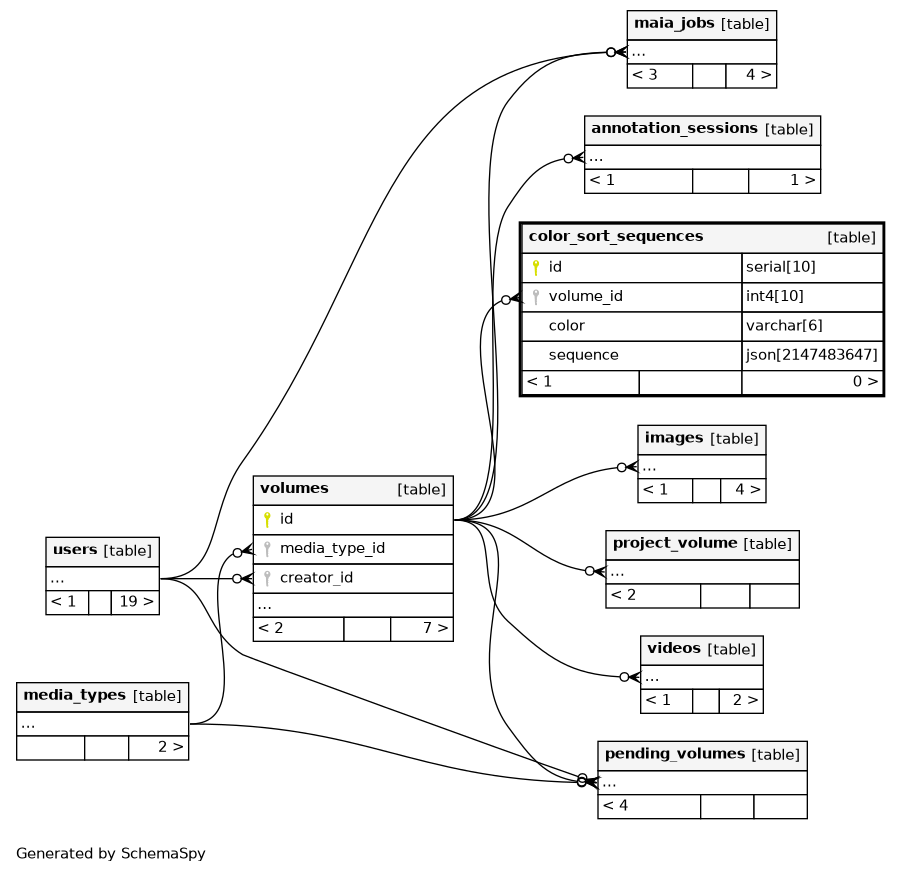 maia_jobs [table]
...
< 3 4 >
annotation_sessions [table]
...
< 1 1 >
color_sort_sequences [table]
id serial[10]
volume_id int4[10]
color varchar[6]
sequence json[2147483647]
< 1 0 >
images [table]
...
< 1 4 >
volumes [table]
id
media_type_id
creator_id
...
< 2 7 >
users [table]
...
< 1 19 >
project_volume [table]
...
< 2
videos [table]
...
< 1 2 >
media_types [table]
...
2 >
pending_volumes [table]
...
< 4
Generated by SchemaSpy